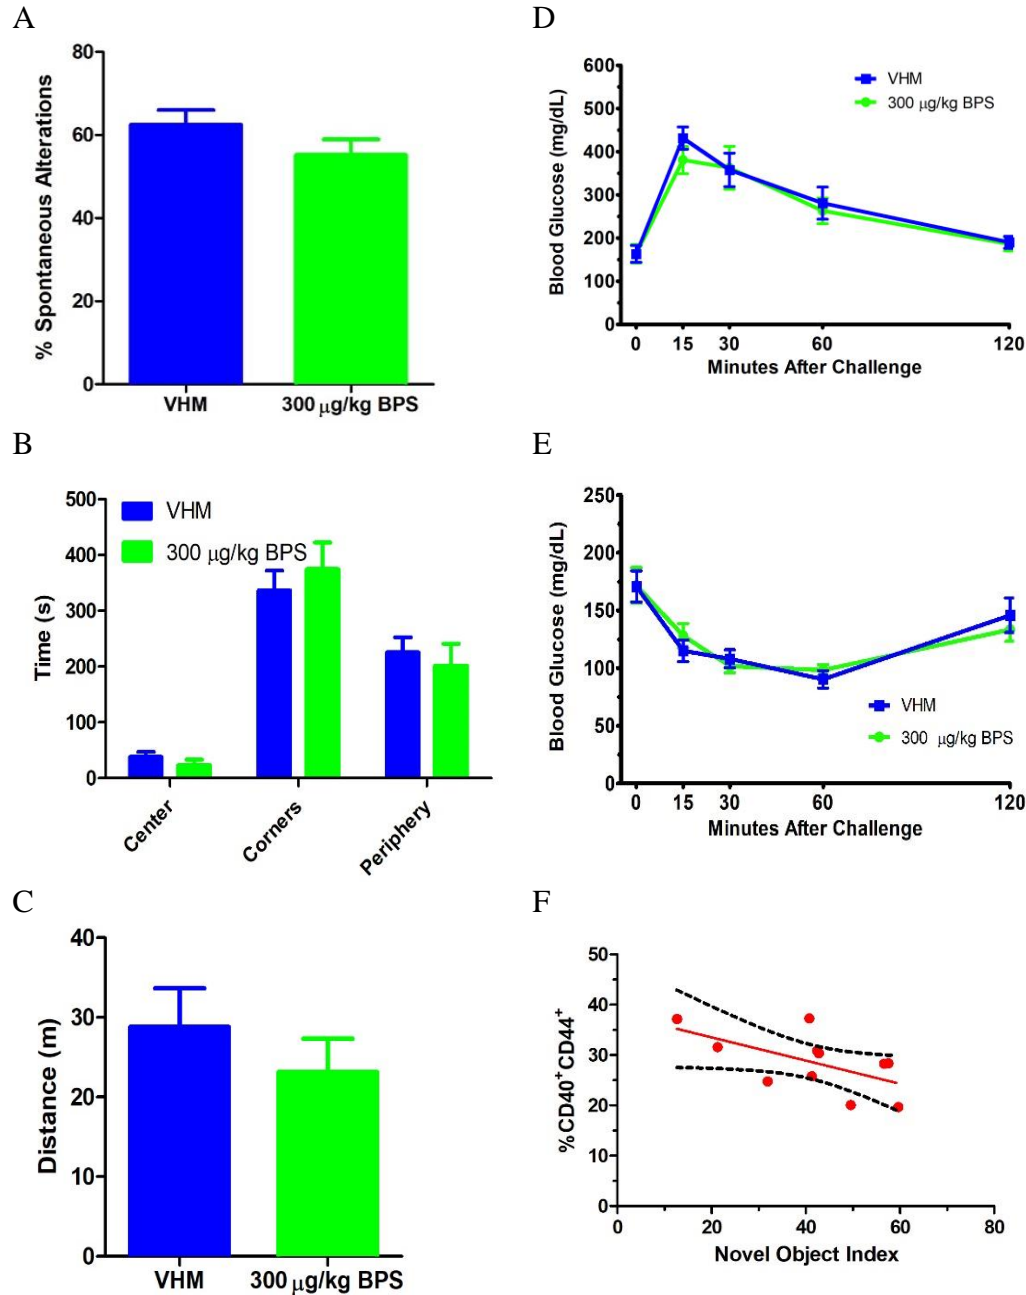 A
80
60
40
20
0
% Spontaneous Alterations
VHM 300 μg/kg BPS
B
500
400
300
200
100
0
Time (s)
VHM
300 μg/kg BPS
Center Corners Periphery
C
40
30
20
10
0
Distance (m)
VHM 300 μg/kg BPS
D
600
500
400
300
200
100
0
Blood Glucose (mg/dL)
VHM
300 μg/kg BPS
0 15 30 60 120
Minutes After Challenge
E
250
200
150
100
50
0
Blood Glucose (mg/dL)
VHM
300 μg/kg BPS
0 15 30 60 120
Minutes After Challenge
F
50
40
30
20
10
0
%CD40⁺CD44⁺
0 20 40 60 80
Novel Object Index